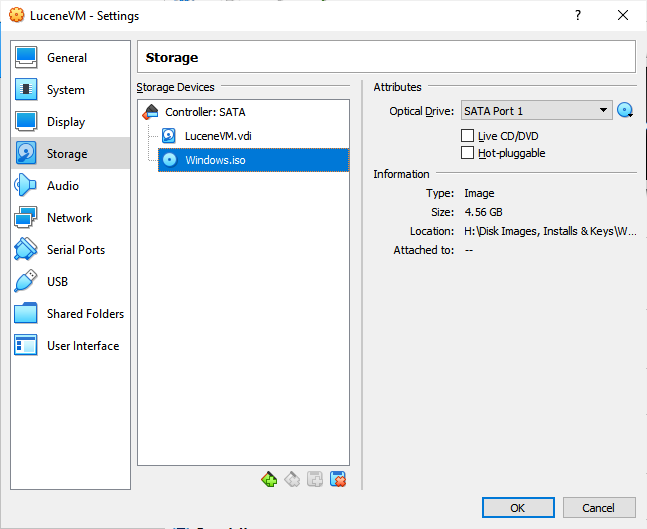 LuceneVM - Settings
?
General
System
Display
Storage
Audio
Network
Serial Ports
USB
Shared Folders
User Interface
Storage
Storage Devices
Controller: SATA
LuceneVM.vdi
Windows.iso
Attributes
Optical Drive: SATA Port 1
Live CD/DVD
Hot-pluggable
Information
Type: Image
Size: 4.56 GB
Location: H:\Disk Images, Installs & Keys\W...
Attached to: --
OK
Cancel